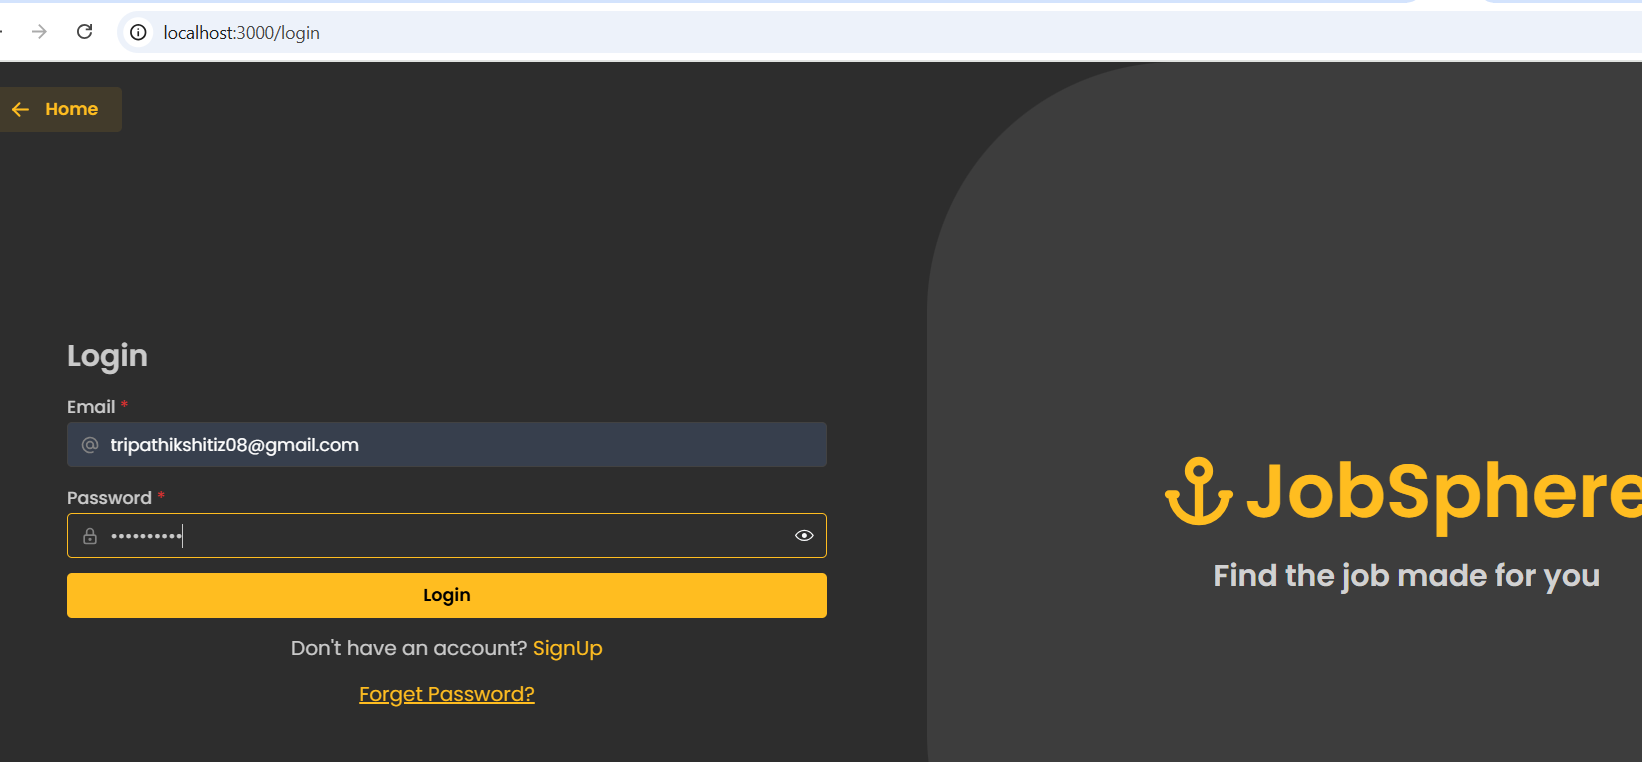 localhost:3000/login
Home
Login
Email *
@ tripathikshitiz08@gmail.com
Password *
••••••••••
Login
Don't have an account? SignUp
Forget Password?
JobSphere
Find the job made for you